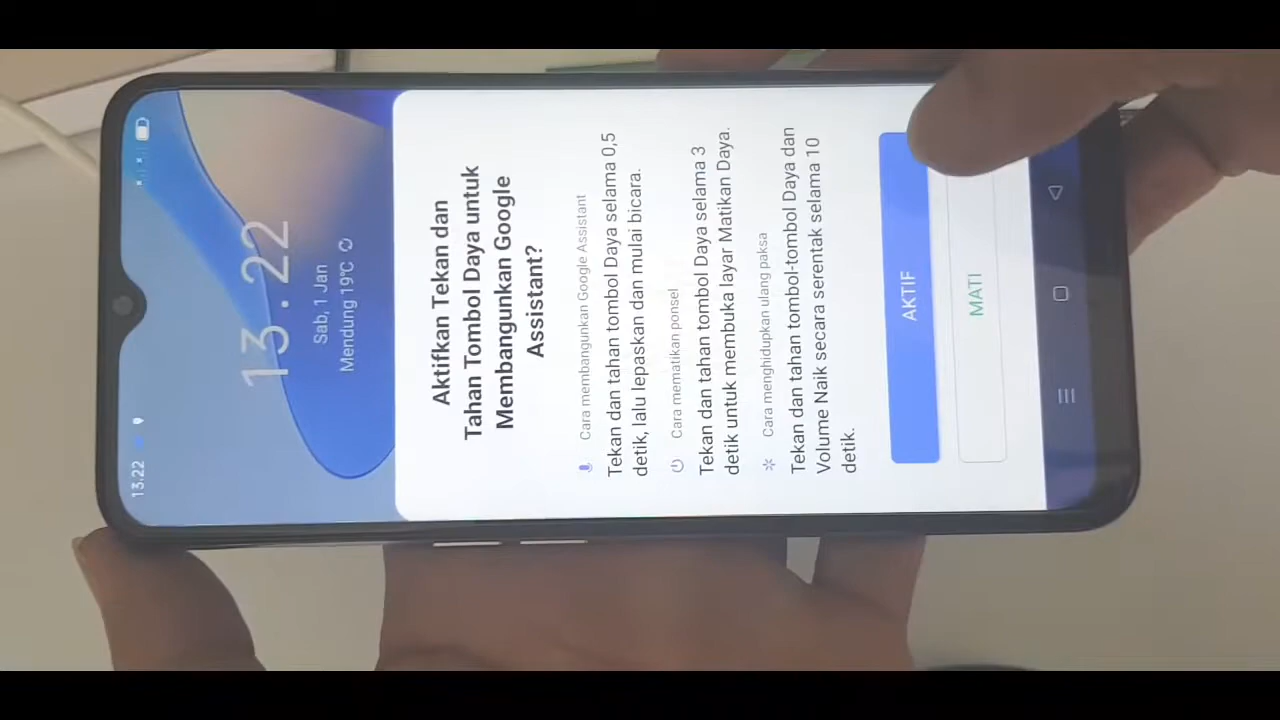 13.22
13.22
Sab, 1 Jan
Mendung 19°C
Aktifkan Tekan dan
Tahan Tombol Daya untuk
Membangunkan Google
Assistant?
Cara membangunkan Google Assistant
Tekan dan tahan tombol Daya selama 0,5
detik, lalu lepaskan dan mulai bicara.
Cara mematikan ponsel
Tekan dan tahan tombol Daya selama 3
detik untuk membuka layar Matikan Daya.
Cara menghidupkan ulang paksa
Tekan dan tahan tombol-tombol Daya dan
Volume Naik secara serentak selama 10
detik.
AKTIF
MATI